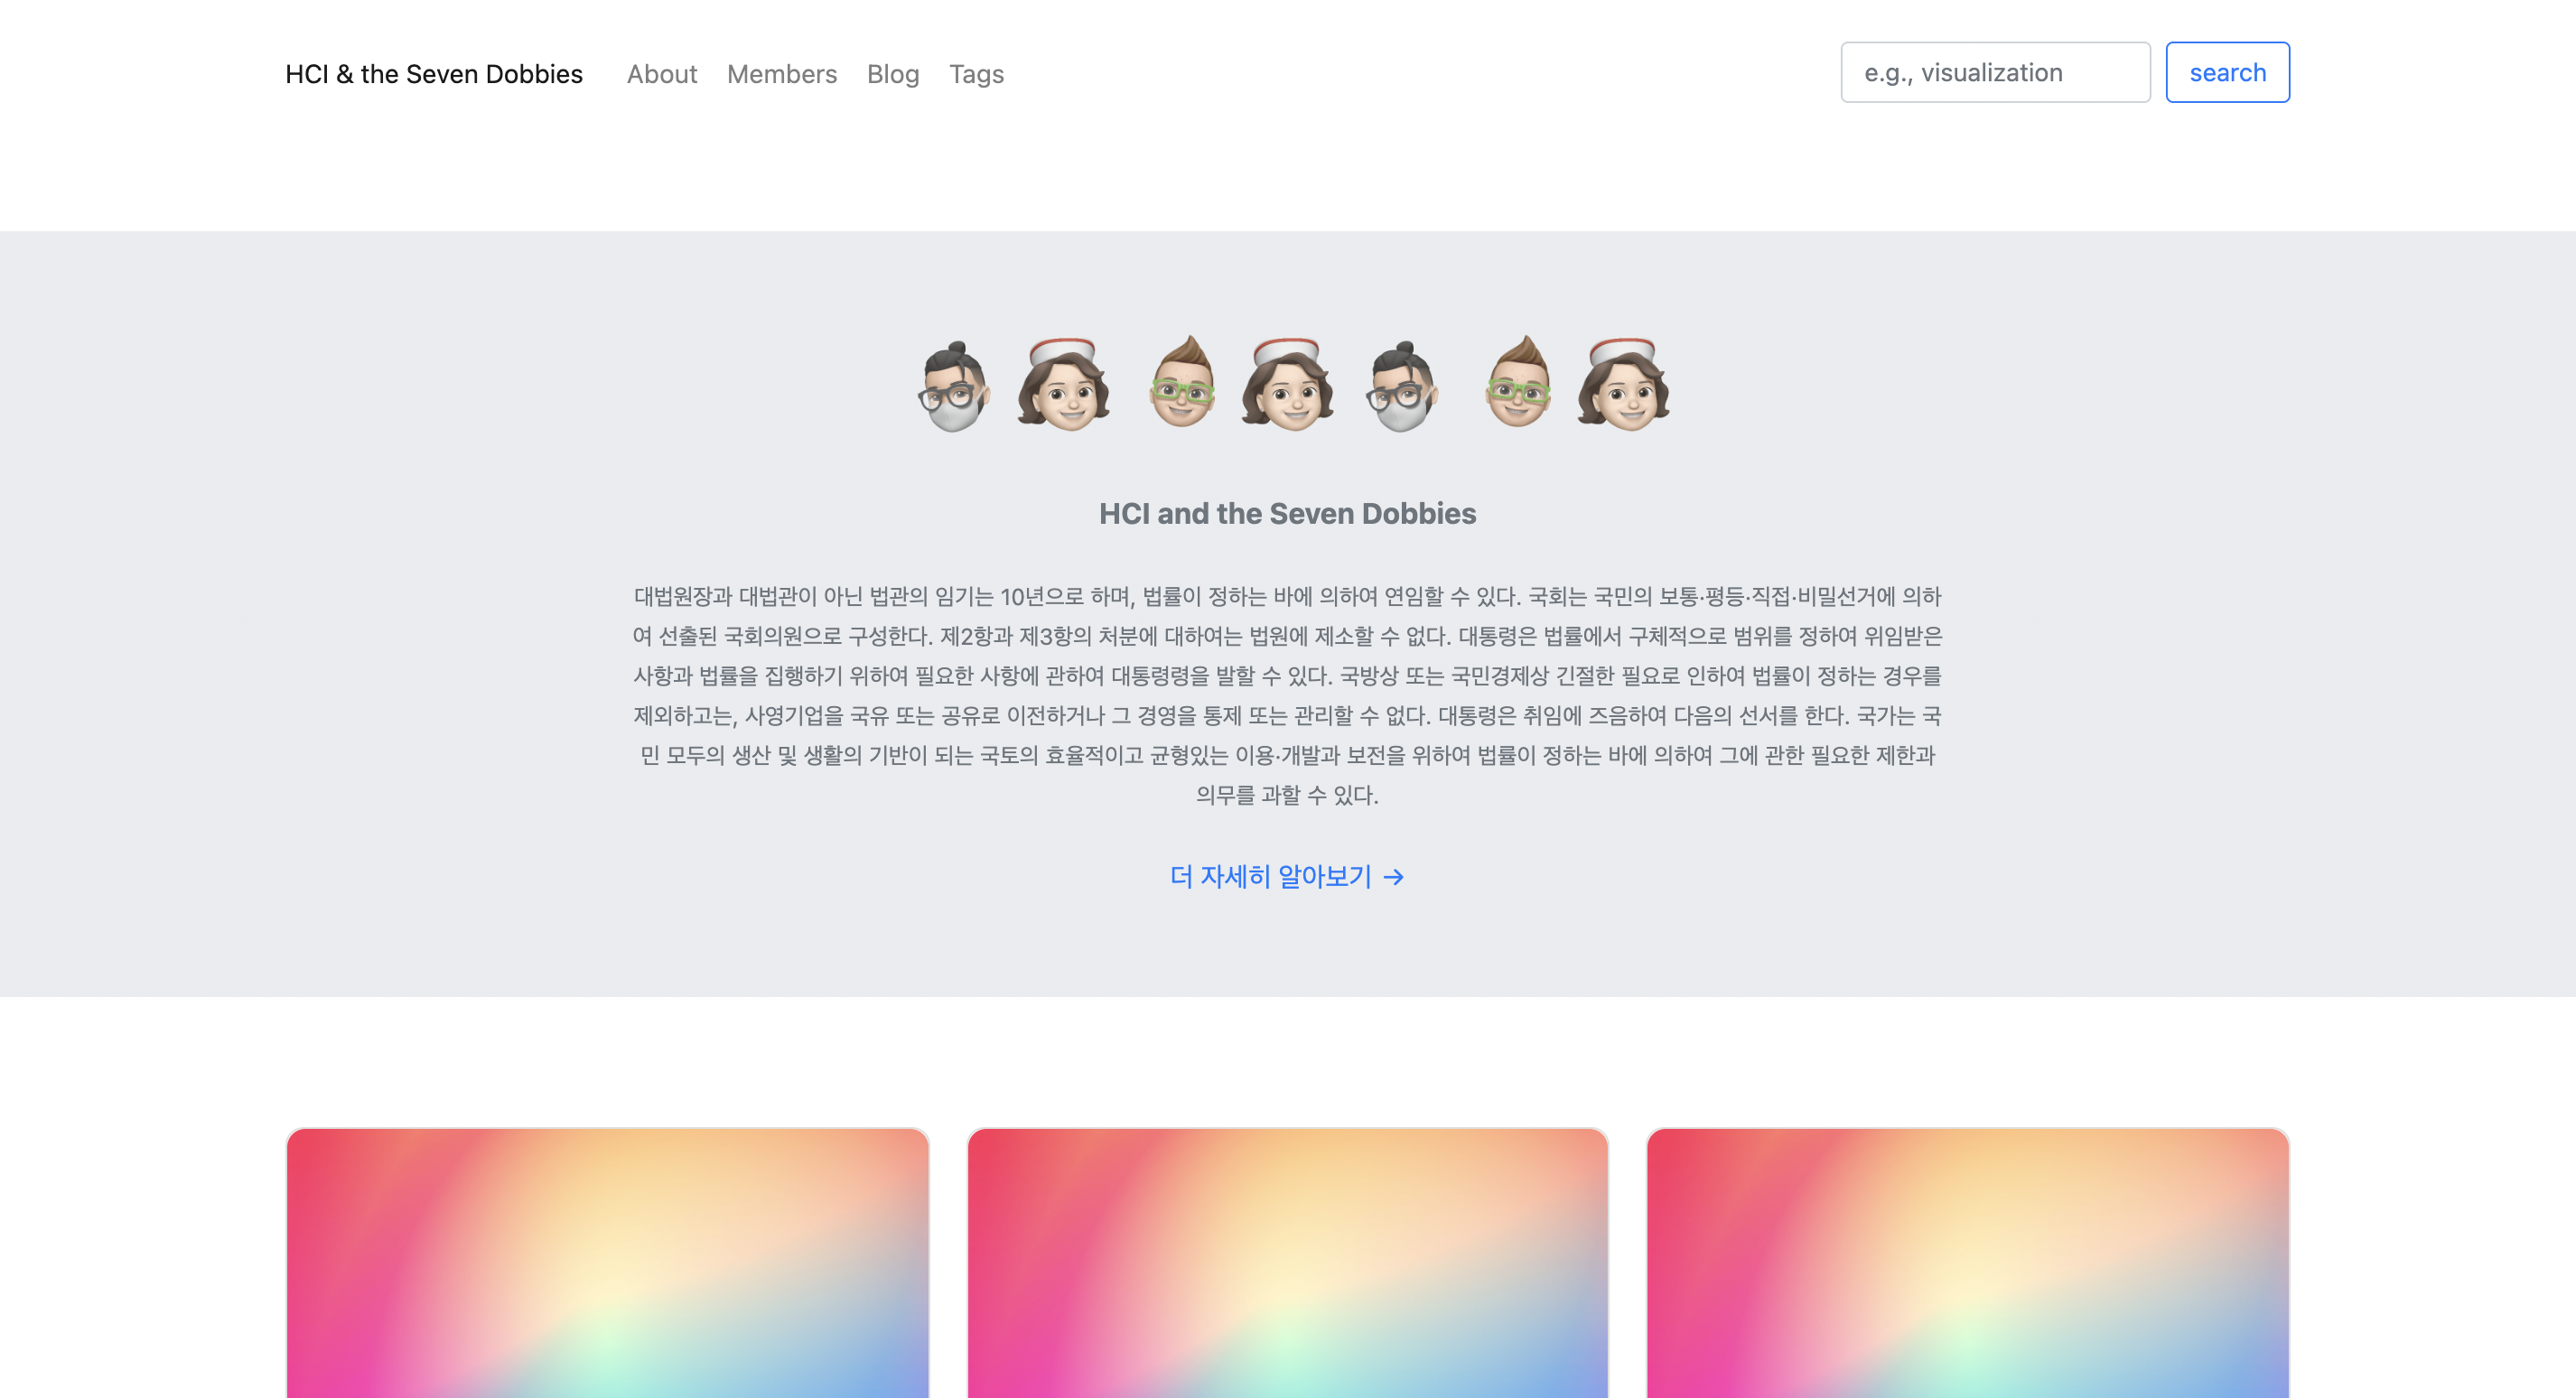 HCI & the Seven Dobbies About Members Blog Tags e.g., visualization search
HCI and the Seven Dobbies
대법원장과 대법관이 아닌 법관의 임기는 10년으로 하며, 법률이 정하는 바에 의하여 연임할 수 있다. 국회는 국민의 보통·평등·직접·비밀선거에 의하
여 선출된 국회의원으로 구성한다. 제2항과 제3항의 처분에 대하여는 법원에 제소할 수 없다. 대통령은 법률에서 구체적으로 범위를 정하여 위임받은
사항과 법률을 집행하기 위하여 필요한 사항에 관하여 대통령령을 발할 수 있다. 국방상 또는 국민경제상 긴절한 필요로 인하여 법률이 정하는 경우를
제외하고는, 사영기업을 국유 또는 공유로 이전하거나 그 경영을 통제 또는 관리할 수 없다. 대통령은 취임에 즈음하여 다음의 선서를 한다. 국가는 국
민 모두의 생산 및 생활의 기반이 되는 국토의 효율적이고 균형있는 이용·개발과 보전을 위하여 법률이 정하는 바에 의하여 그에 관한 필요한 제한과
의무를 과할 수 있다.
더 자세히 알아보기 →